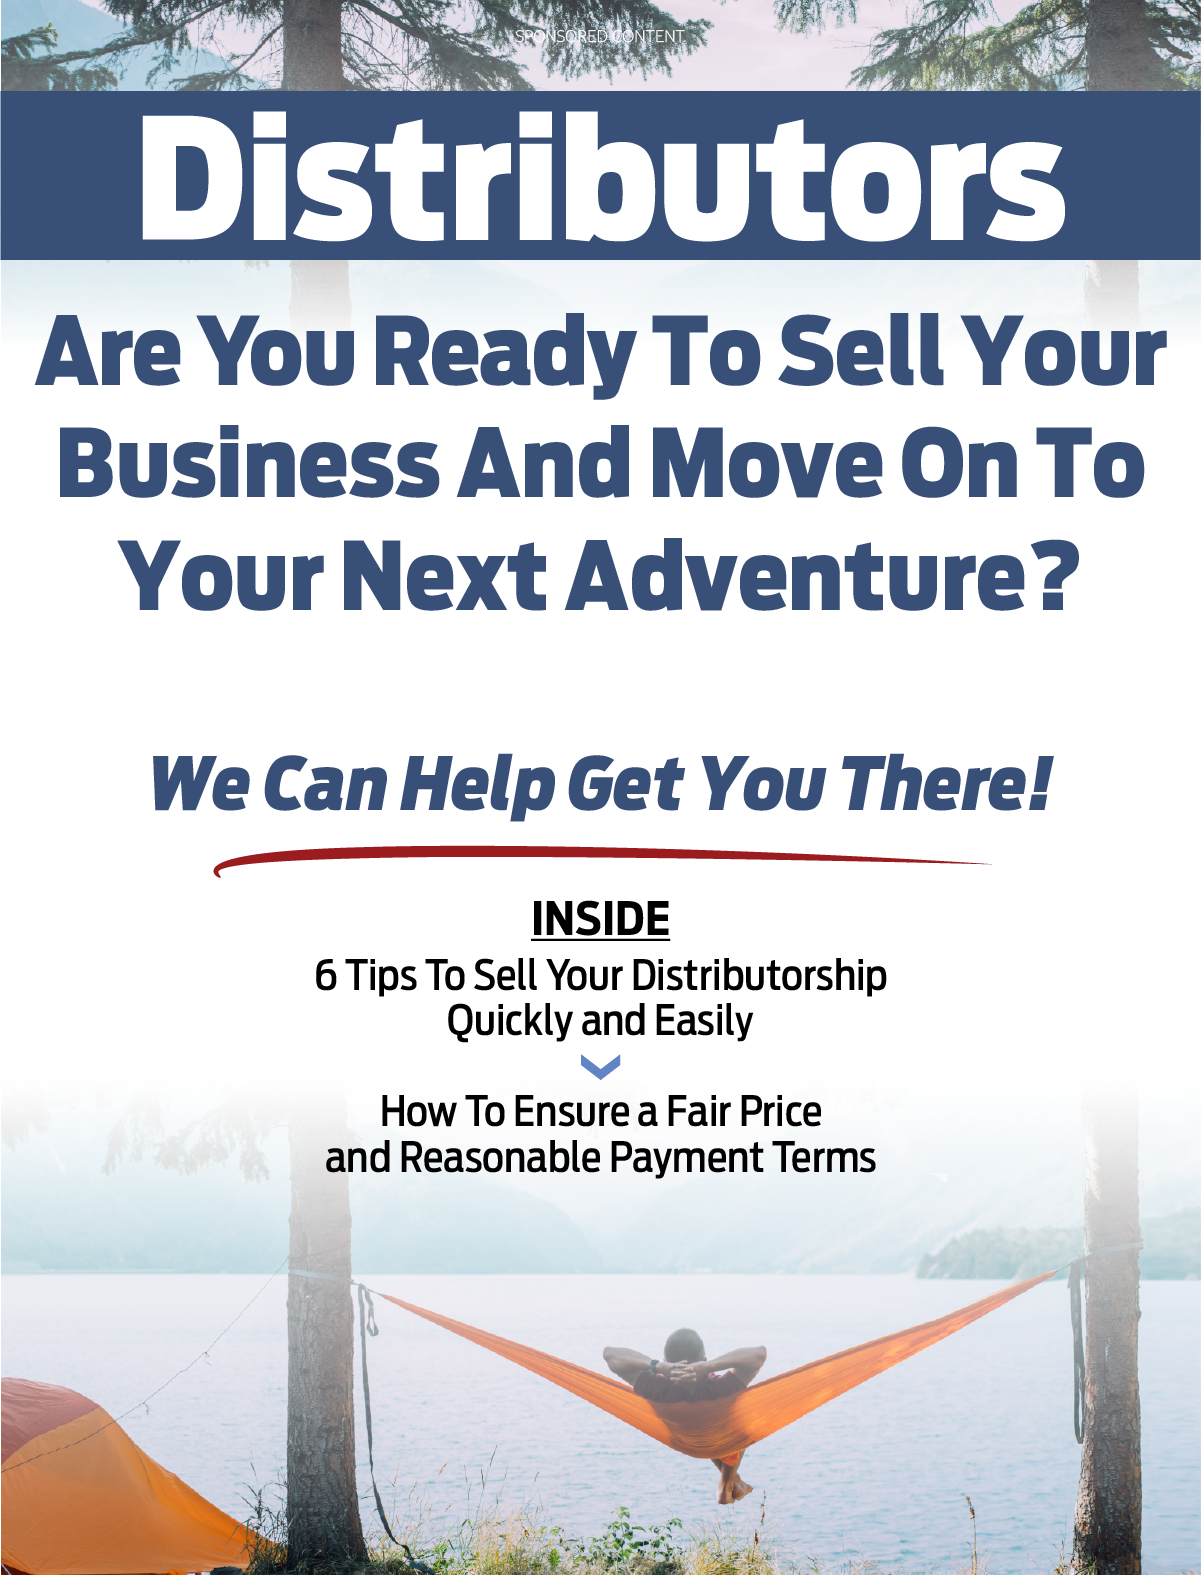 SPONSORED CONTENT
Distributors
Are You Ready To Sell Your
Business And Move On To
Your Next Adventure?
We Can Help Get You There!
INSIDE
6 Tips To Sell Your Distributorship
Quickly and Easily
How To Ensure a Fair Price
and Reasonable Payment Terms